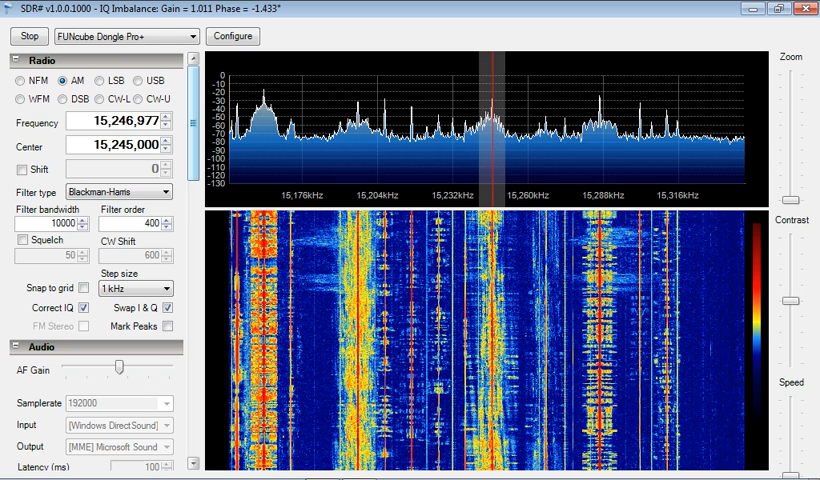 SDR# v1.0.0.1000 - IQ Imbalance: Gain = 1.011 Phase = -1.433°
Stop
FUNcube Dongle Pro+
Configure
Radio
NFM AM LSB USB
WFM DSB CW-L CW-U
Frequency 15,246,977
Center 15,245,000
Shift 0
Filter type Blackman-Harris
Filter bandwidth Filter order
10000 400
Squelch CW Shift
50 600
Step size
Snap to grid 1 kHz
Correct IQ Swap I & Q
FM Stereo Mark Peaks
Audio
AF Gain
Samplerate 192000
Input [Windows DirectSound]
Output [MME] Microsoft Sound
Latency (ms) 100
0
-10
-20
-30
-40
-50
-60
-70
-80
-90
-100
-110
-120
-130
15,176kHz 15,204kHz 15,232kHz 15,260kHz 15,288kHz 15,316kHz
Zoom
Contrast
Speed